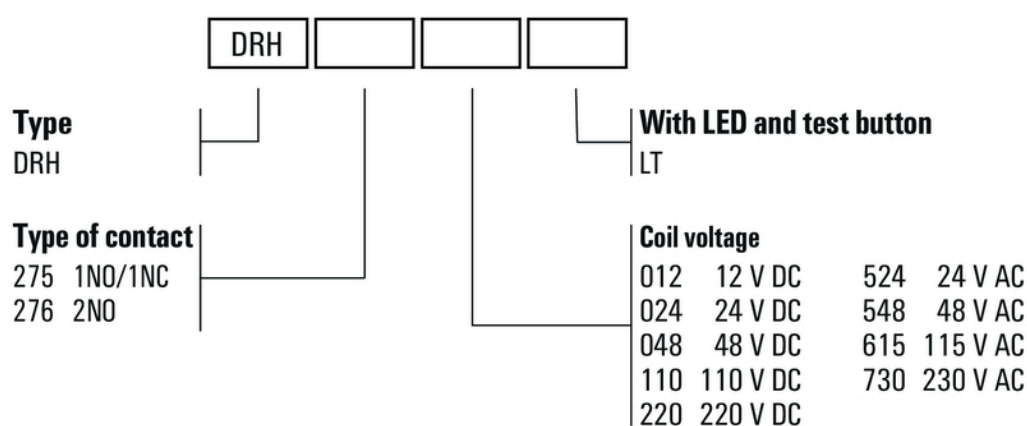 DRH
Type
DRH
With LED and test button
LT
Type of contact
275 1NO/1NC
276 2NO
Coil voltage
012 12 V DC 524 24 V AC
024 24 V DC 548 48 V AC
048 48 V DC 615 115 V AC
110 110 V DC 730 230 V AC
220 220 V DC